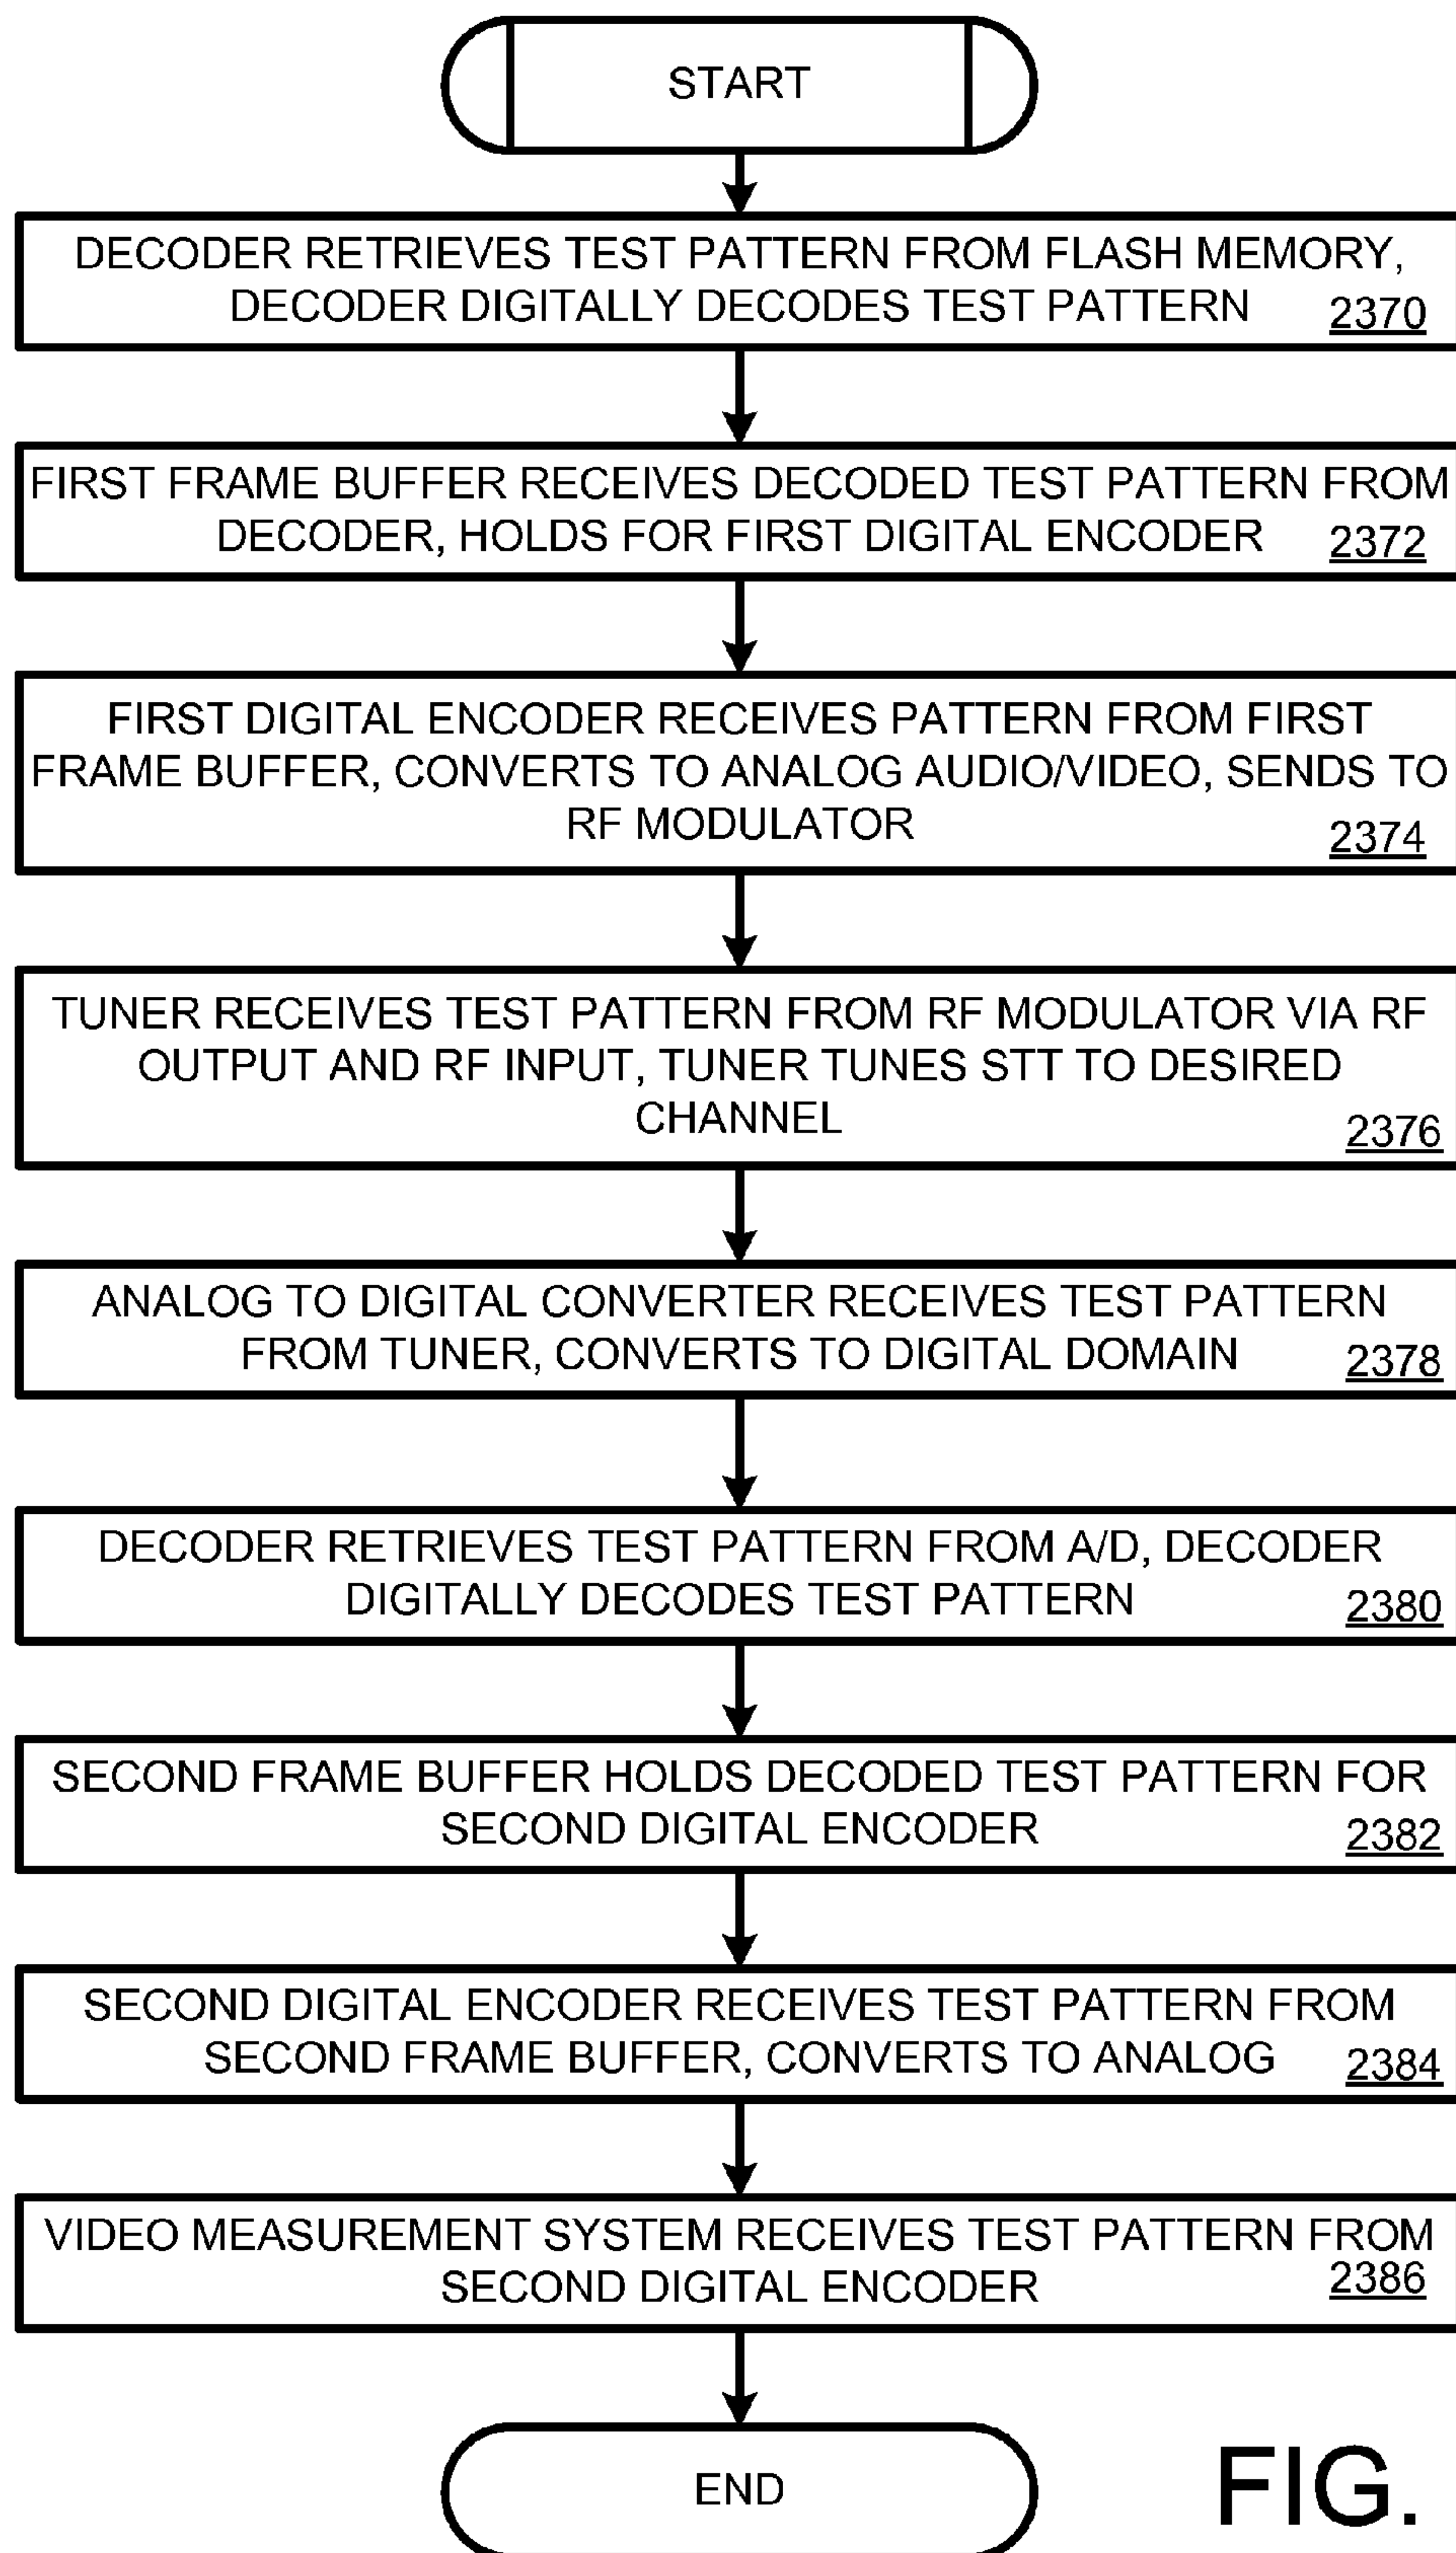 START
DECODER RETRIEVES TEST PATTERN FROM FLASH MEMORY,
DECODER DIGITALLY DECODES TEST PATTERN 2370
FIRST FRAME BUFFER RECEIVES DECODED TEST PATTERN FROM
DECODER, HOLDS FOR FIRST DIGITAL ENCODER 2372
FIRST DIGITAL ENCODER RECEIVES PATTERN FROM FIRST
FRAME BUFFER, CONVERTS TO ANALOG AUDIO/VIDEO, SENDS TO
RF MODULATOR 2374
TUNER RECEIVES TEST PATTERN FROM RF MODULATOR VIA RF
OUTPUT AND RF INPUT, TUNER TUNES STT TO DESIRED
CHANNEL 2376
ANALOG TO DIGITAL CONVERTER RECEIVES TEST PATTERN
FROM TUNER, CONVERTS TO DIGITAL DOMAIN 2378
DECODER RETRIEVES TEST PATTERN FROM A/D, DECODER
DIGITALLY DECODES TEST PATTERN 2380
SECOND FRAME BUFFER HOLDS DECODED TEST PATTERN FOR
SECOND DIGITAL ENCODER 2382
SECOND DIGITAL ENCODER RECEIVES TEST PATTERN FROM
SECOND FRAME BUFFER, CONVERTS TO ANALOG 2384
VIDEO MEASUREMENT SYSTEM RECEIVES TEST PATTERN FROM
SECOND DIGITAL ENCODER 2386
END
FIG.